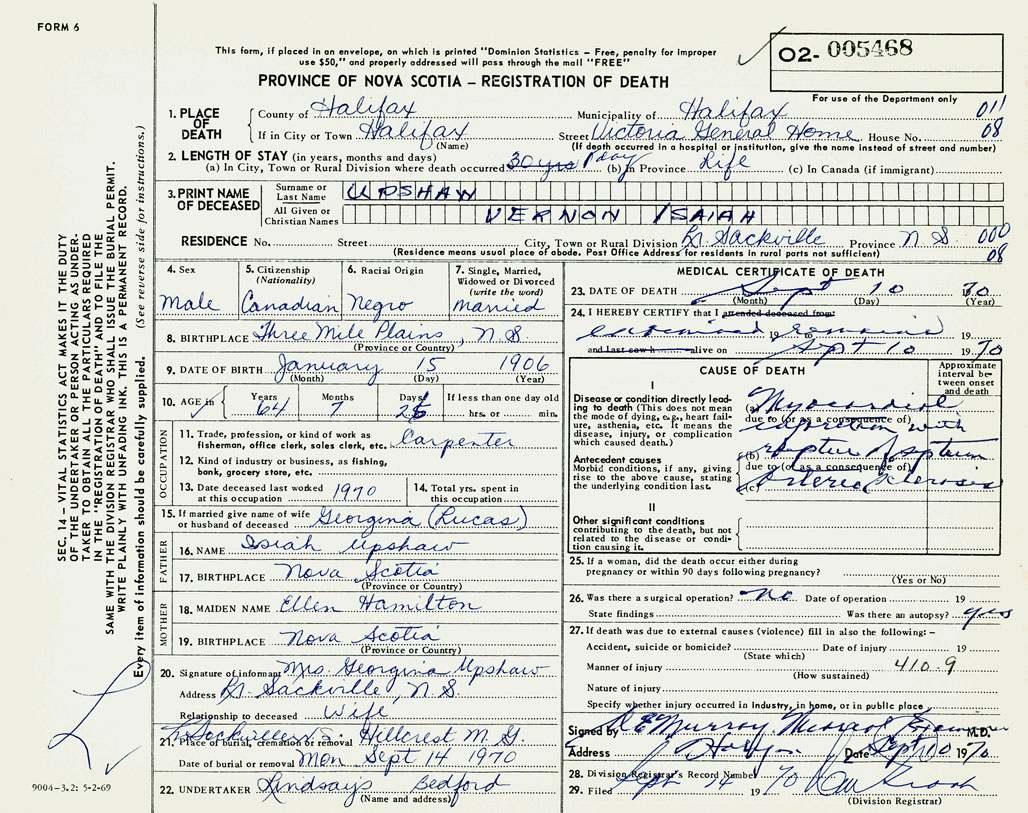 FORM 6
This form, if placed in an envelope, on which is printed "Dominion Statistics – Free, penalty for improper
use $50," and properly addressed will pass through the mail "FREE"
O2- 005468
PROVINCE OF NOVA SCOTIA – REGISTRATION OF DEATH
For use of the Department only
1. PLACE OF DEATH
County of Halifax Municipality of Halifax 011
If in City or Town Halifax Street Victoria General Home House No. 08
(Name) (If death occurred in a hospital or institution, give the name instead of street and number)
2. LENGTH OF STAY (in years, months and days)
(a) In City, Town or Rural Division where death occurred 30 yrs 1 day (b) In Province Life (c) In Canada (if immigrant)
3. PRINT NAME OF DECEASED
Surname or Last Name UPSHAW
All Given or Christian Names VERNON ISAIAH
RESIDENCE No. Street City, Town or Rural Division Lr. Sackville Province N.S. 000
(Residence means usual place of abode. Post Office Address for residents in rural parts not sufficient) 08
4. Sex Male
5. Citizenship (Nationality) Canadian
6. Racial Origin Negro
7. Single, Married, Widowed or Divorced (write the word) married
8. BIRTHPLACE Three Mile Plains, N.S.
(Province or Country)
9. DATE OF BIRTH January 15 1906
(Month) (Day) (Year)
10. AGE in Years 64 Months 7 Days 26 If less than one day old
hrs. or min.
OCCUPATION
11. Trade, profession, or kind of work as fisherman, office clerk, sales clerk, etc. Carpenter
12. Kind of industry or business, as fishing, bank, grocery store, etc.
13. Date deceased last worked at this occupation 1970
14. Total yrs. spent in this occupation
15. If married give name of wife or husband of deceased Georgina (Lucas)
FATHER
16. NAME Isiah Upshaw
17. BIRTHPLACE Nova Scotia
(Province or Country)
MOTHER
18. MAIDEN NAME Ellen Hamilton
19. BIRTHPLACE Nova Scotia
(Province or Country)
20. Signature of informant Mrs. Georgina Upshaw
Address Lr. Sackville, N.S.
Relationship to deceased Wife
Lr Sackville N.S.
21. Place of burial, cremation or removal Hillcrest M. G.
Date of burial or removal Mon Sept 14 1970
22. UNDERTAKER Lindsay's Bedford
(Name and address)
MEDICAL CERTIFICATE OF DEATH
23. DATE OF DEATH Sept 10 70
(Month) (Day) (Year)
24. I HEREBY CERTIFY that I attended deceased from:
examined 19 remains 19
and last saw h alive on Sept 10 1970
CAUSE OF DEATH
Approximate interval between onset and death
I
Disease or condition directly leading to death (This does not mean the mode of dying, e.g., heart failure, asthenia, etc. It means the disease, injury, or complication which caused death.)
(a) Myocardial
due to (or as a consequence of)
infarction with
Antecedent causes
Morbid conditions, if any, giving rise to the above cause, stating the underlying condition last.
(b) rupture of septum
due to (or as a consequence of)
(c) arteriosclerosis
II
Other significant conditions
contributing to the death, but not related to the disease or condition causing it.
25. If a woman, did the death occur either during pregnancy or within 90 days following pregnancy?
(Yes or No)
26. Was there a surgical operation? No Date of operation 19
State findings Was there an autopsy? yes
27. If death was due to external causes (violence) fill in also the following: –
Accident, suicide or homicide? Date of injury 19
(State which)
Manner of injury 410.9
(How sustained)
Nature of injury
Specify whether injury occurred in Industry, in home, or in public place
Signed by Murray Medical Examiner M.D.
Address Date Sept 10 1970
28. Division Registrar's Record Number
29. Filed Sept 14 1970
(Division Registrar)
SEC. 14 – VITAL STATISTICS ACT MAKES IT THE DUTY
OF THE UNDERTAKER OR PERSON ACTING AS UNDER.
TAKER TO OBTAIN ALL THE PARTICULARS REQUIRED
IN THE "REGISTRATION OF DEATH" AND TO FILE THE
SAME WITH THE DIVISION REGISTRAR WHO SHALL ISSUE THE BURIAL PERMIT.
WRITE PLAINLY WITH UNFADING INK. THIS IS A PERMANENT RECORD.
Every item of information should be carefully supplied. (See reverse side for instructions.)
9004–3.2: 5-2-69